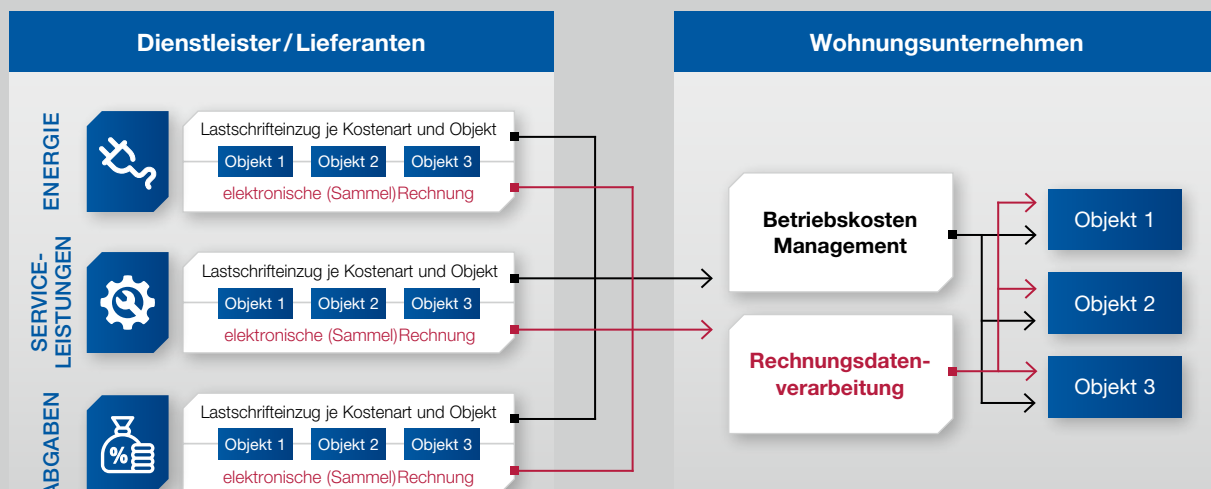 Dienstleister / Lieferanten
Wohnungsunternehmen
ENERGIE
Lastschrifteinzug je Kostenart und Objekt
Objekt 1
Objekt 2
Objekt 3
elektronische (Sammel)Rechnung
SERVICE-
LEISTUNGEN
Lastschrifteinzug je Kostenart und Objekt
Objekt 1
Objekt 2
Objekt 3
elektronische (Sammel)Rechnung
ABGABEN
%
Lastschrifteinzug je Kostenart und Objekt
Objekt 1
Objekt 2
Objekt 3
elektronische (Sammel)Rechnung
Betriebskosten
Management
Rechnungsdaten-
verarbeitung
Objekt 1
Objekt 2
Objekt 3